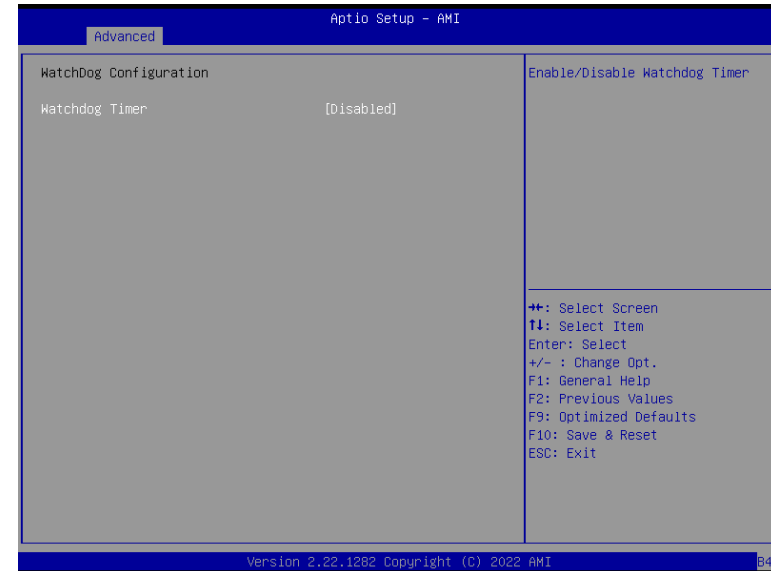 Aptio Setup – AMI
Advanced
WatchDog Configuration
Watchdog Timer [Disabled]
Enable/Disable Watchdog Timer
→←: Select Screen
↑↓: Select Item
Enter: Select
+/- : Change Opt.
F1: General Help
F2: Previous Values
F9: Optimized Defaults
F10: Save & Reset
ESC: Exit
Version 2.22.1282 Copyright (C) 2022 AMI
B4